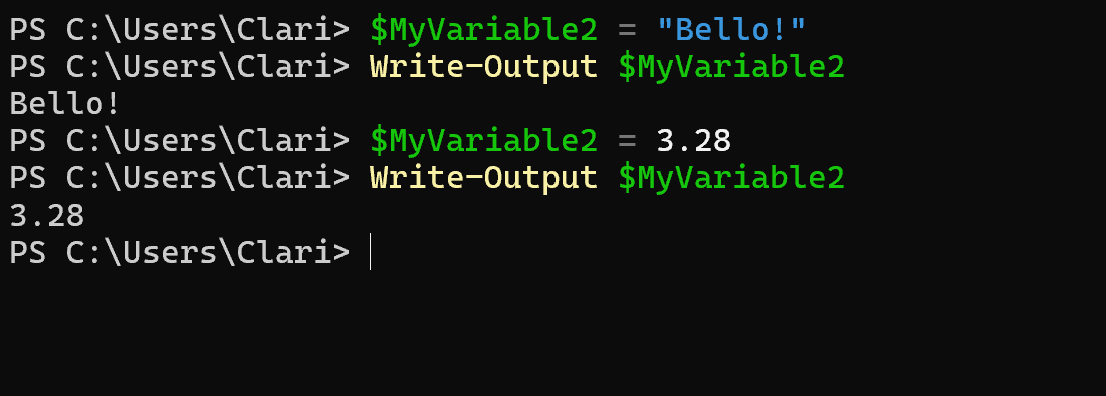 PS C:\Users\Clari> $MyVariable2 = "Bello!"
PS C:\Users\Clari> Write-Output $MyVariable2
Bello!
PS C:\Users\Clari> $MyVariable2 = 3.28
PS C:\Users\Clari> Write-Output $MyVariable2
3.28
PS C:\Users\Clari>